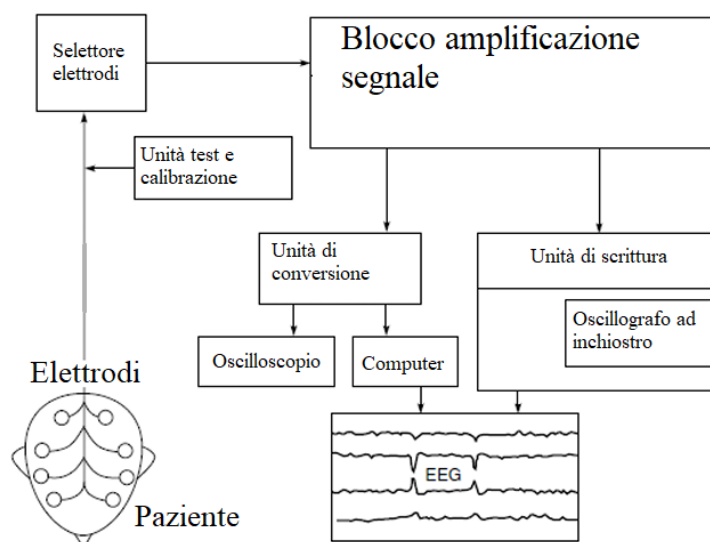 Selettore
elettrodi
Blocco amplificazione
segnale
Unità test e
calibrazione
Unità di
conversione
Unità di scrittura
Oscillografo ad
inchiostro
Oscilloscopio
Computer
Elettrodi
EEG
Paziente